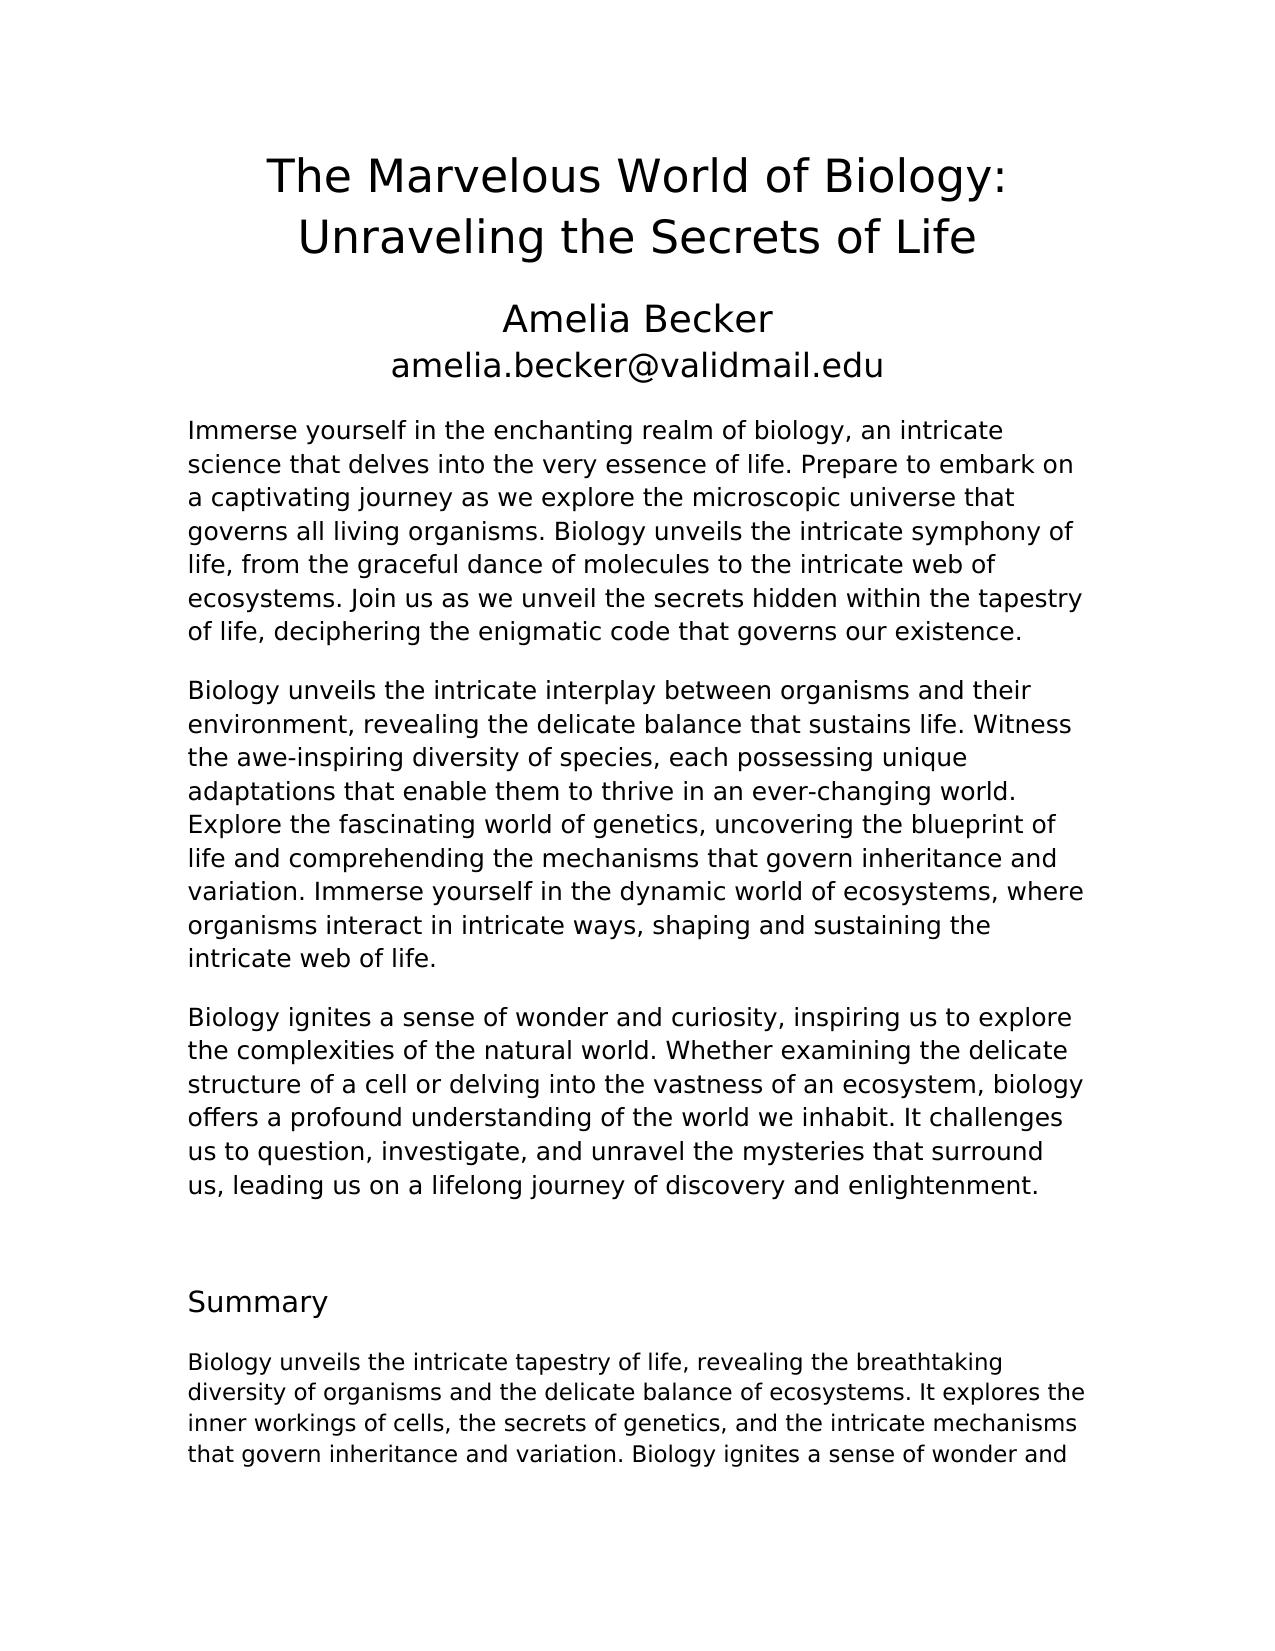 The Marvelous World of Biology:
Unraveling the Secrets of Life
Amelia Becker
amelia.becker@validmail.edu
Immerse yourself in the enchanting realm of biology, an intricate
science that delves into the very essence of life. Prepare to embark on
a captivating journey as we explore the microscopic universe that
governs all living organisms. Biology unveils the intricate symphony of
life, from the graceful dance of molecules to the intricate web of
ecosystems. Join us as we unveil the secrets hidden within the tapestry
of life, deciphering the enigmatic code that governs our existence.
Biology unveils the intricate interplay between organisms and their
environment, revealing the delicate balance that sustains life. Witness
the awe-inspiring diversity of species, each possessing unique
adaptations that enable them to thrive in an ever-changing world.
Explore the fascinating world of genetics, uncovering the blueprint of
life and comprehending the mechanisms that govern inheritance and
variation. Immerse yourself in the dynamic world of ecosystems, where
organisms interact in intricate ways, shaping and sustaining the
intricate web of life.
Biology ignites a sense of wonder and curiosity, inspiring us to explore
the complexities of the natural world. Whether examining the delicate
structure of a cell or delving into the vastness of an ecosystem, biology
offers a profound understanding of the world we inhabit. It challenges
us to question, investigate, and unravel the mysteries that surround
us, leading us on a lifelong journey of discovery and enlightenment.
Summary
Biology unveils the intricate tapestry of life, revealing the breathtaking
diversity of organisms and the delicate balance of ecosystems. It explores the
inner workings of cells, the secrets of genetics, and the intricate mechanisms
that govern inheritance and variation. Biology ignites a sense of wonder and